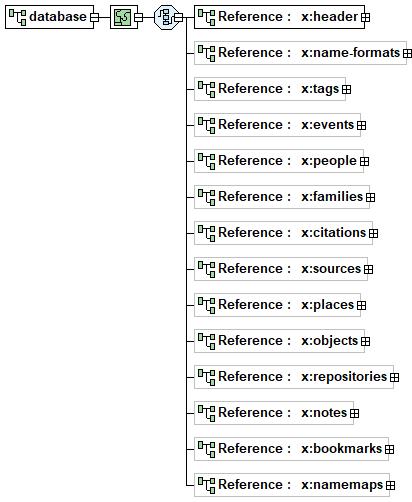 database
Reference : x:header
Reference : x:name-formats
Reference : x:tags
Reference : x:events
Reference : x:people
Reference : x:families
Reference : x:citations
Reference : x:sources
Reference : x:places
Reference : x:objects
Reference : x:repositories
Reference : x:notes
Reference : x:bookmarks
Reference : x:namemaps